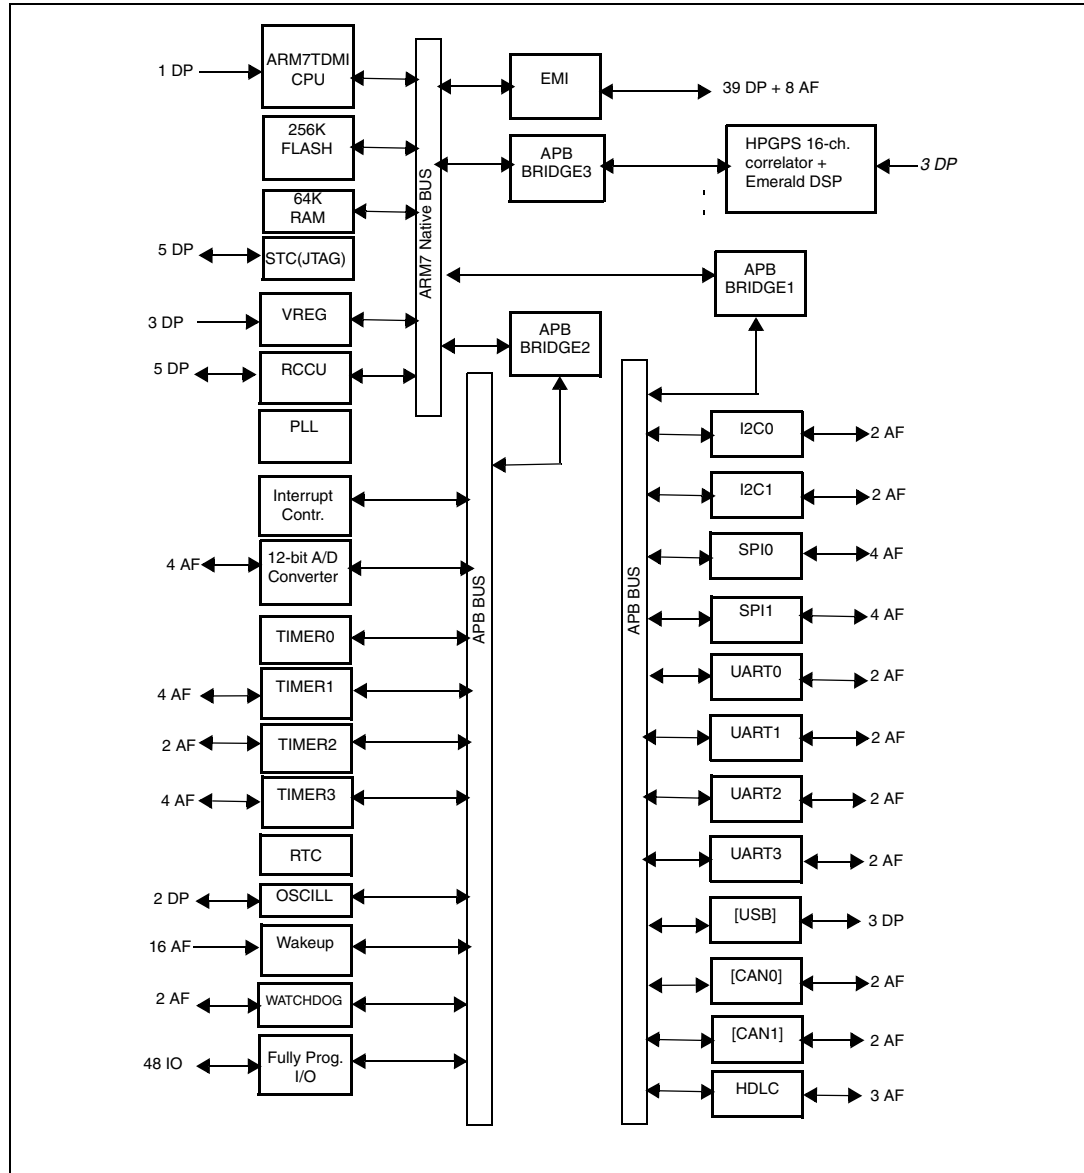 1 DP
ARM7TDMI
CPU
256K
FLASH
64K
RAM
5 DP
STC(JTAG)
3 DP
VREG
5 DP
RCCU
PLL
Interrupt
Contr.
4 AF
12-bit A/D
Converter
TIMER0
4 AF
TIMER1
2 AF
TIMER2
4 AF
TIMER3
RTC
2 DP
OSCILL
16 AF
Wakeup
2 AF
WATCHDOG
48 IO
Fully Prog.
I/O
ARM7 Native BUS
EMI
39 DP + 8 AF
APB
BRIDGE3
HPGPS 16-ch.
correlator +
Emerald DSP
3 DP
APB
BRIDGE1
APB
BRIDGE2
APB BUS
APB BUS
I2C0
2 AF
I2C1
2 AF
SPI0
4 AF
SPI1
4 AF
UART0
2 AF
UART1
2 AF
UART2
2 AF
UART3
2 AF
[USB]
3 DP
[CAN0]
2 AF
[CAN1]
2 AF
HDLC
3 AF